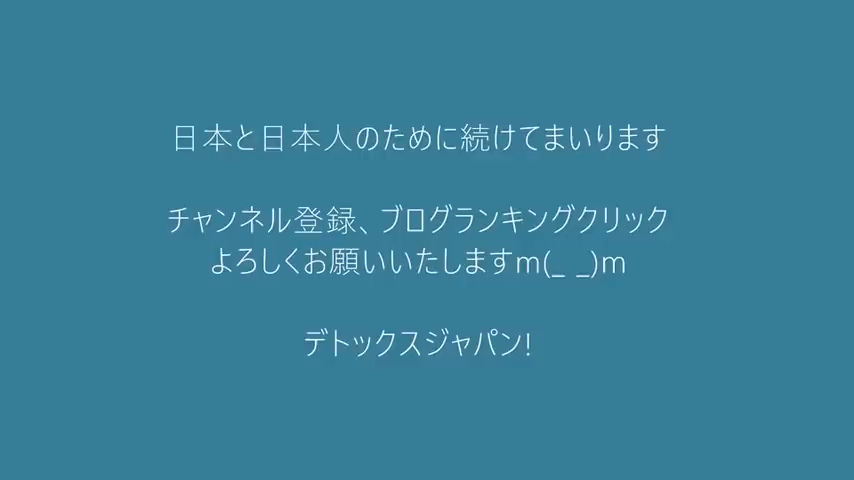 日本と日本人のために続けてまいります
チャンネル登録、ブログランキングクリック
よろしくお願いいたしますm(_ _)m
デトックスジャパン!